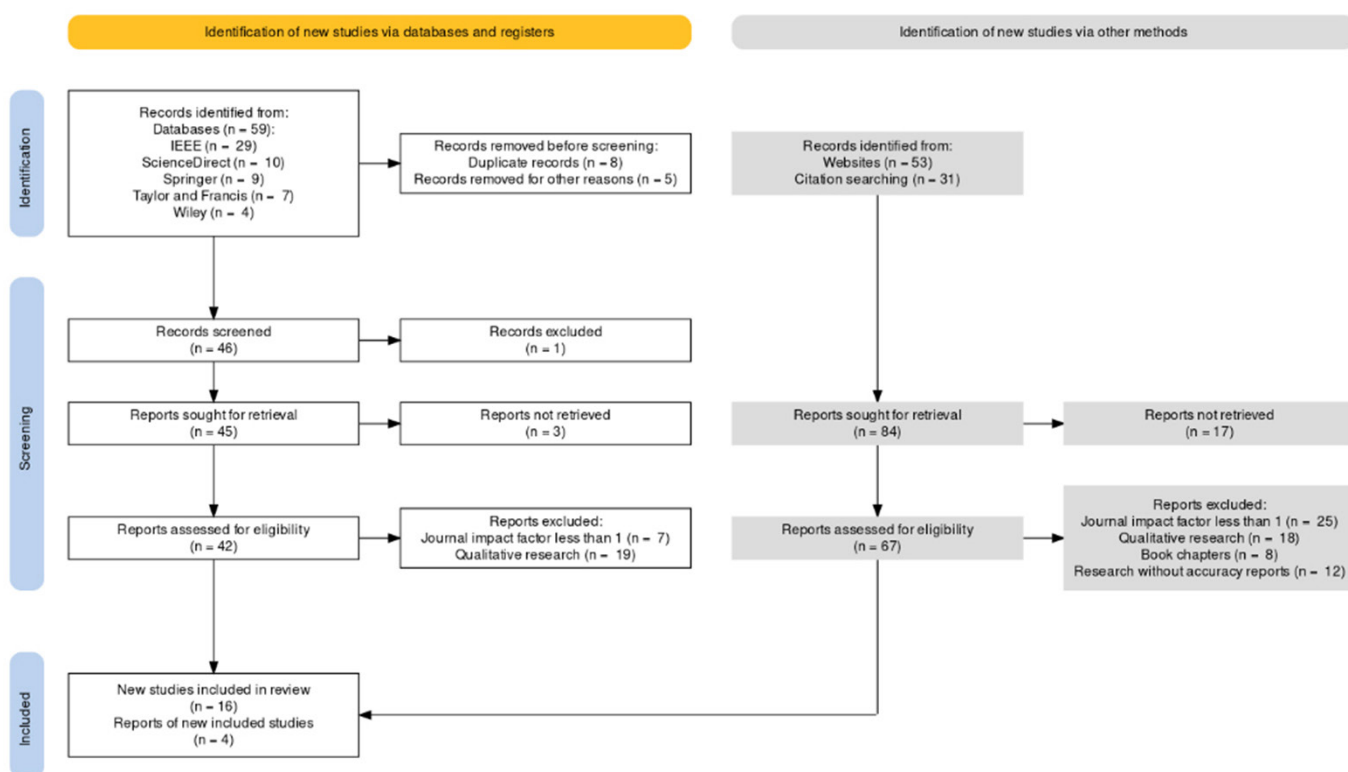 Identification of new studies via databases and registers
Identification of new studies via other methods
Identification
Records identified from:
Databases (n = 59):
IEEE (n = 29)
ScienceDirect (n = 10)
Springer (n = 9)
Taylor and Francis (n = 7)
Wiley (n = 4)
Records removed before screening:
Duplicate records (n = 8)
Records removed for other reasons (n = 5)
Records identified from:
Websites (n = 53)
Citation searching (n = 31)
Screening
Records screened
(n = 46)
Records excluded
(n = 1)
Reports sought for retrieval
(n = 45)
Reports not retrieved
(n = 3)
Reports sought for retrieval
(n = 84)
Reports not retrieved
(n = 17)
Reports assessed for eligibility
(n = 42)
Reports excluded:
Journal impact factor less than 1 (n = 7)
Qualitative research (n = 19)
Reports assessed for eligibility
(n = 67)
Reports excluded:
Journal impact factor less than 1 (n = 25)
Qualitative research (n = 18)
Book chapters (n = 8)
Research without accuracy reports (n = 12)
Included
New studies included in review
(n = 16)
Reports of new included studies
(n = 4)